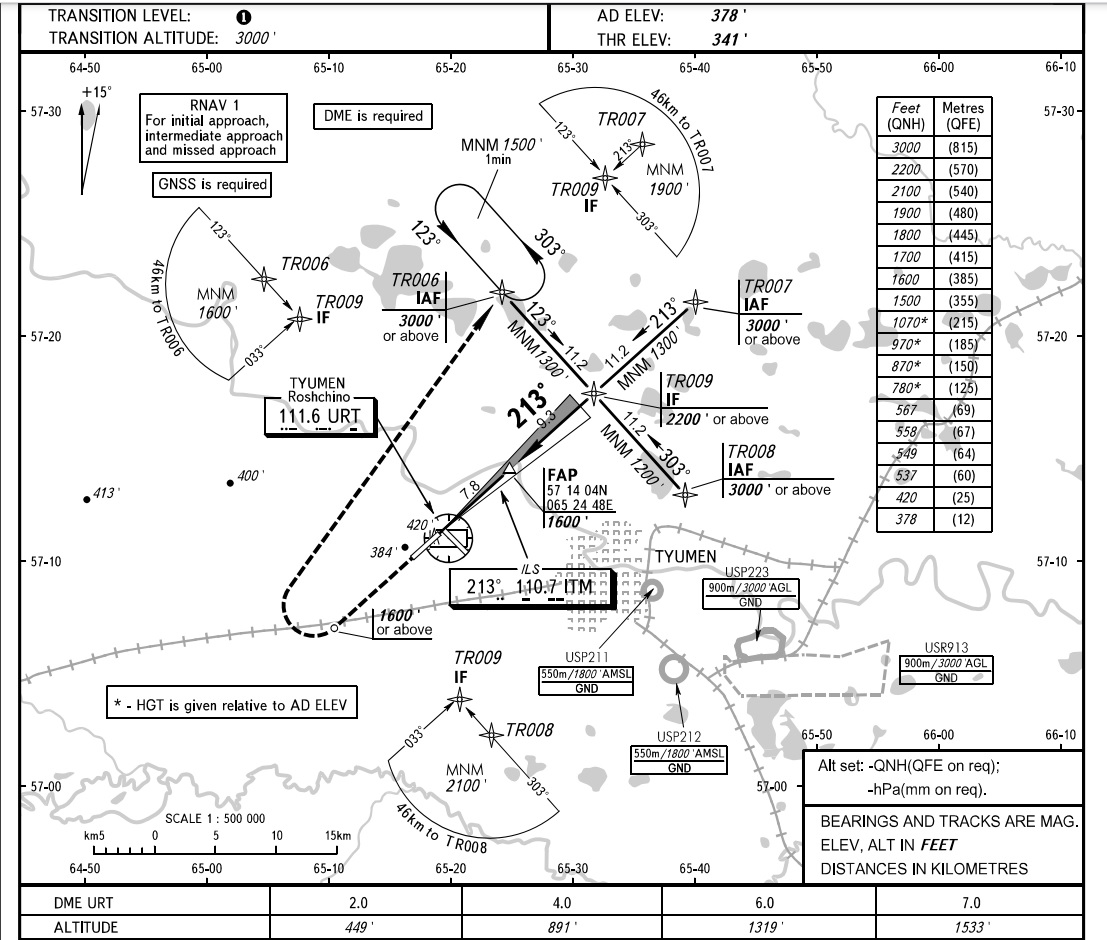 TRANSITION LEVEL: ❶
TRANSITION ALTITUDE: 3000 '
AD ELEV: 378 '
THR ELEV: 341 '
64-50 65-00 65-10 65-20 65-30 65-40 65-50 66-00 66-10
+15°
57-30
57-30
RNAV 1
For initial approach,
intermediate approach
and missed approach
GNSS is required
DME is required
MNM 1500 '
1min
123°
303°
46km to TR007
TR007
123°
213°
MNM
1900 '
TR009
IF
303°
Feet
(QNH)
Metres
(QFE)
3000 (815)
2200 (570)
2100 (540)
1900 (480)
1800 (445)
1700 (415)
1600 (385)
1500 (355)
1070* (215)
970* (185)
870* (150)
780* (125)
567 (69)
558 (67)
549 (64)
537 (60)
420 (25)
378 (12)
123°
TR006
MNM
1600 '
TR009
IF
033°
46km to TR006
TR006
IAF
3000 '
or above
TR007
IAF
3000 '
or above
123°
11.2
MNM1300 '
213°
11.2
MNM 1300 '
57-20
57-20
TR009
IF
2200 ' or above
11.2
303°
MNM 1200 '
TR008
IAF
3000 ' or above
TYUMEN
Roshchino
111.6 URT
213°
9.3
7.8
FAP
57 14 04N
065 24 48E
1600 '
413 '
400 '
420 '
384 '
57-10
57-10
ILS
213° 110.7 ITM
TYUMEN
USP223
900m/3000 'AGL
GND
1600 '
or above
USP211
550m/1800 'AMSL
GND
USR913
900m/3000 'AGL
GND
USP212
550m/1800 'AMSL
GND
* - HGT is given relative to AD ELEV
TR009
IF
TR008
033°
MNM
2100 '
303°
46km to TR008
57-00
57-00
65-50 66-00 66-10
SCALE 1 : 500 000
km5 0 5 10 15km
Alt set: -QNH(QFE on req);
-hPa(mm on req).
BEARINGS AND TRACKS ARE MAG.
ELEV, ALT IN FEET
DISTANCES IN KILOMETRES
64-50 65-00 65-10 65-20 65-30 65-40
DME URT 2.0 4.0 6.0 7.0
ALTITUDE 449 ' 891 ' 1319 ' 1533 '